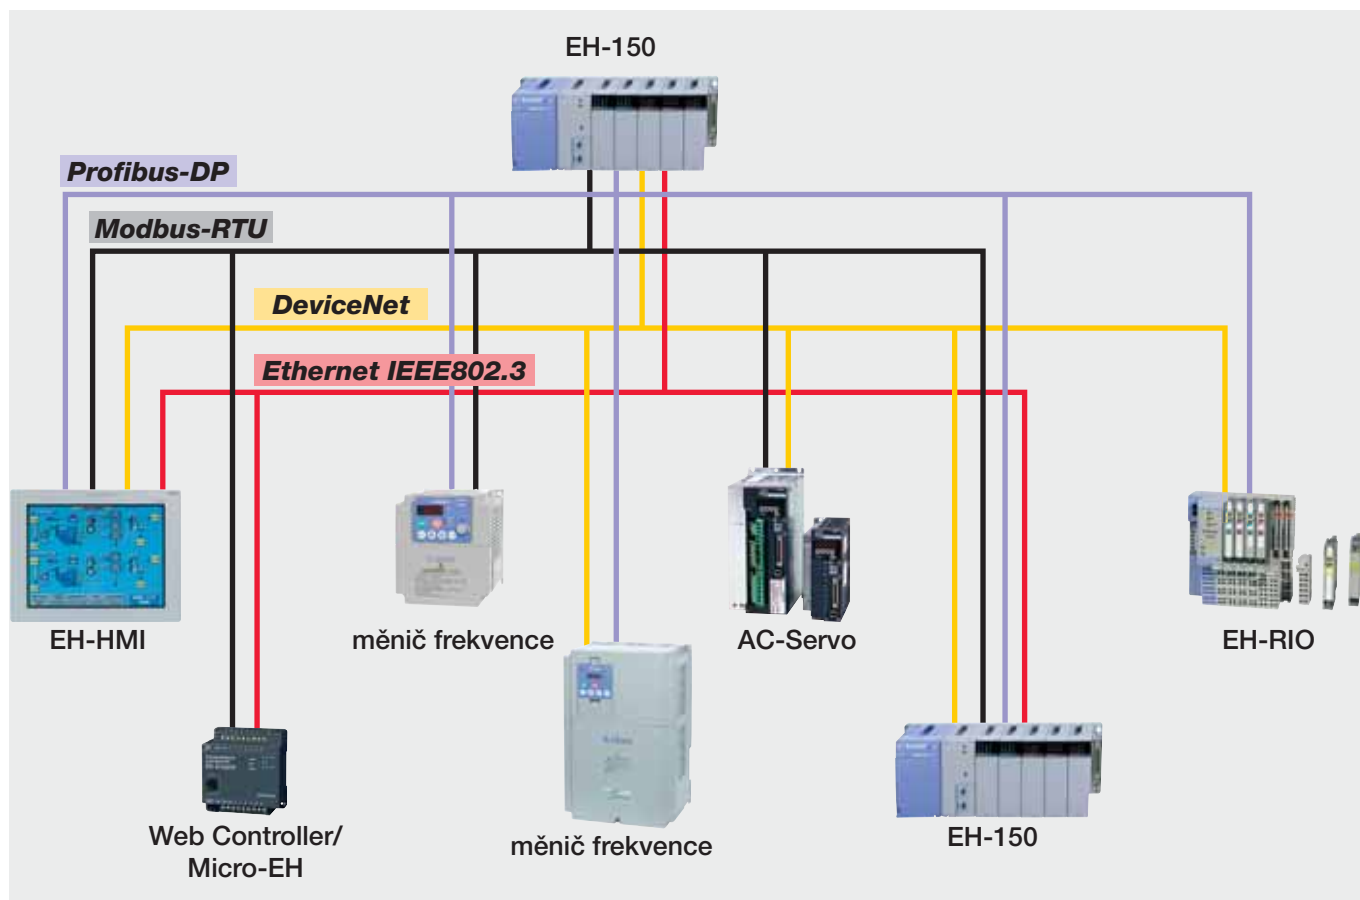 EH-150
Profibus-DP
Modbus-RTU
DeviceNet
Ethernet IEEE802.3
EH-HMI
měnič frekvence
AC-Servo
EH-RIO
Web Controller/
Micro-EH
měnič frekvence
EH-150